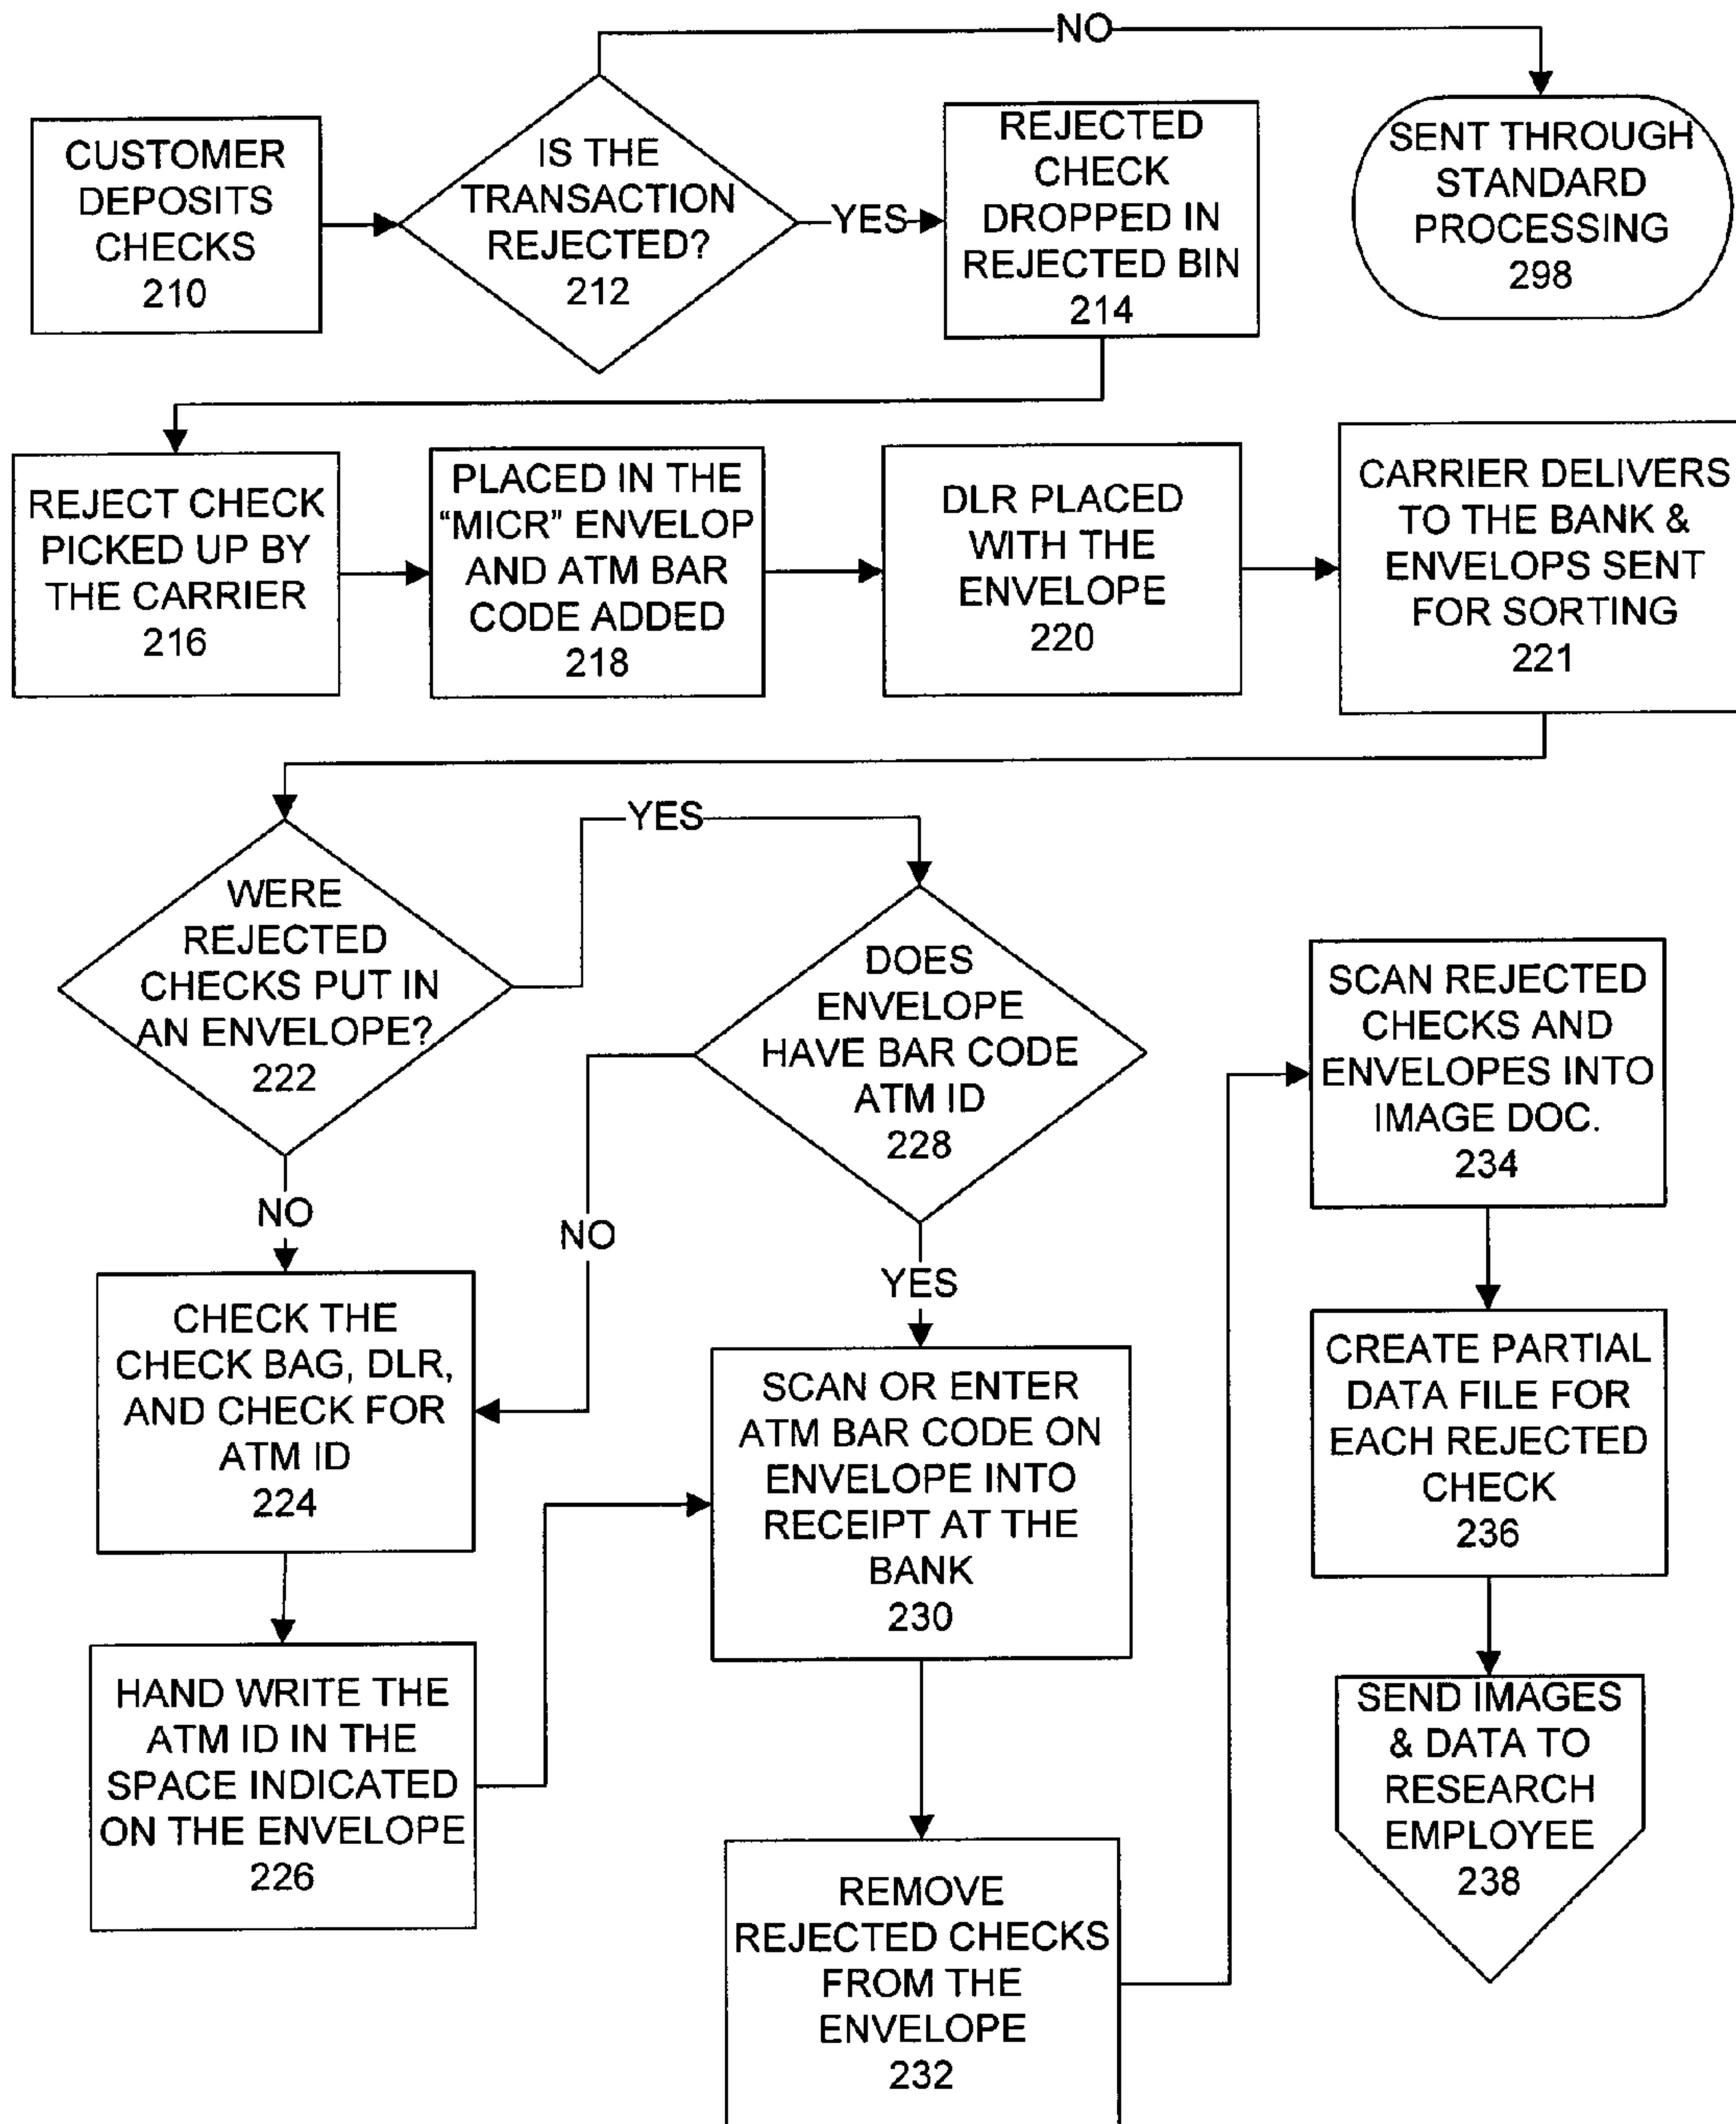 NO
CUSTOMER
DEPOSITS
CHECKS
210
IS THE
TRANSACTION
REJECTED?
212
YES
REJECTED
CHECK
DROPPED IN
REJECTED BIN
214
SENT THROUGH
STANDARD
PROCESSING
298
REJECT CHECK
PICKED UP BY
THE CARRIER
216
PLACED IN THE
“MICR” ENVELOP
AND ATM BAR
CODE ADDED
218
DLR PLACED
WITH THE
ENVELOPE
220
CARRIER DELIVERS
TO THE BANK &
ENVELOPS SENT
FOR SORTING
221
WERE
REJECTED
CHECKS PUT IN
AN ENVELOPE?
222
YES
NO
DOES
ENVELOPE
HAVE BAR CODE
ATM ID
228
NO
YES
CHECK THE
CHECK BAG, DLR,
AND CHECK FOR
ATM ID
224
HAND WRITE THE
ATM ID IN THE
SPACE INDICATED
ON THE ENVELOPE
226
SCAN OR ENTER
ATM BAR CODE ON
ENVELOPE INTO
RECEIPT AT THE
BANK
230
REMOVE
REJECTED CHECKS
FROM THE
ENVELOPE
232
SCAN REJECTED
CHECKS AND
ENVELOPES INTO
IMAGE DOC.
234
CREATE PARTIAL
DATA FILE FOR
EACH REJECTED
CHECK
236
SEND IMAGES
& DATA TO
RESEARCH
EMPLOYEE
238